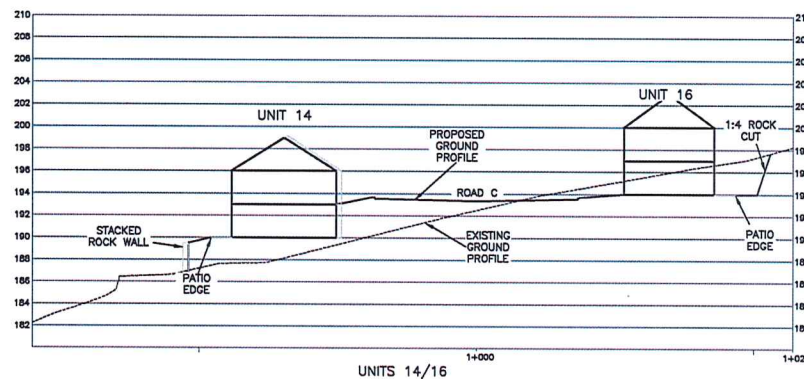 210
208
206
204
202
200
198
196
194
192
190
188
186
184
182
UNIT 14
UNIT 16
PROPOSED
GROUND
PROFILE
1:4 ROCK
CUT
ROAD C
STACKED
ROCK WALL
PATIO
EDGE
EXISTING
GROUND
PROFILE
PATIO
EDGE
1+000
1+02
UNITS 14/16